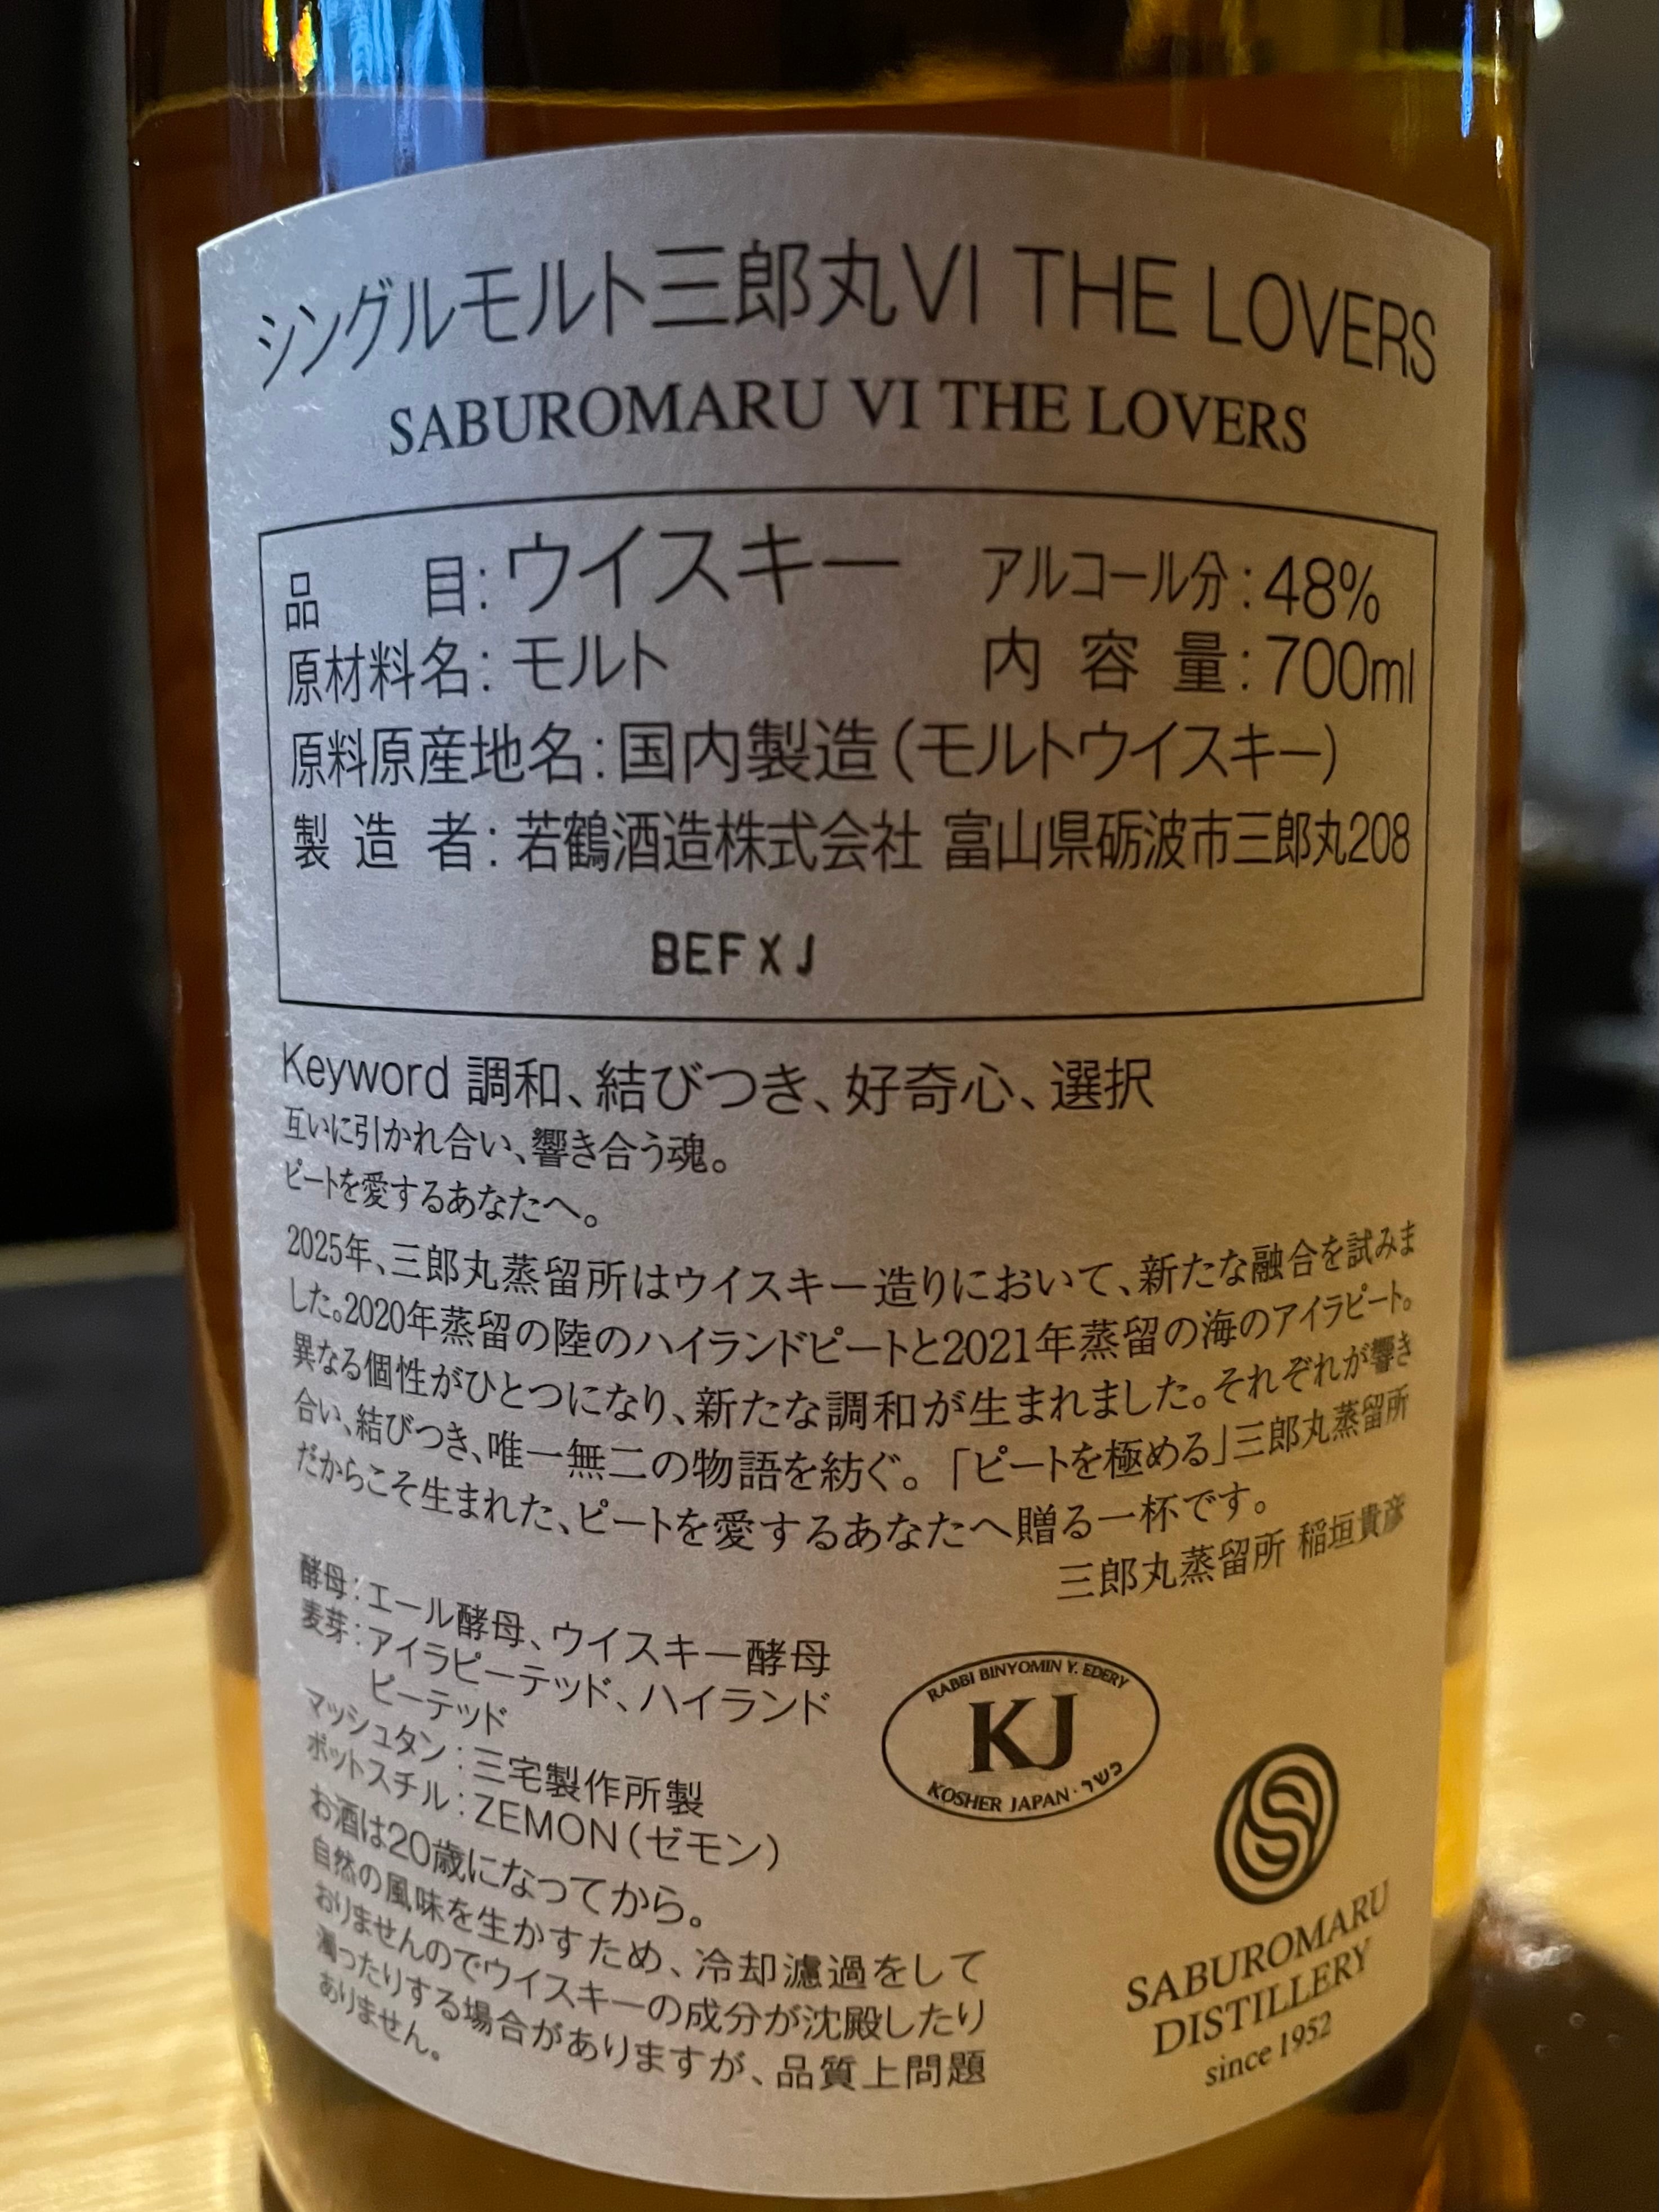 シングルモルト三郎丸VI THE LOVERS
SABUROMARU VI THE LOVERS
品 目：ウイスキー アルコール分：48%
原材料名：モルト 内容量：700ml
原料原産地名：国内製造（モルトウイスキー）
製造者：若鶴酒造株式会社 富山県砺波市三郎丸208
BEFXJ
Keyword 調和、結びつき、好奇心、選択
互いに引かれ合い、響き合う魂。
ピートを愛するあなたへ。
2025年、三郎丸蒸留所はウイスキー造りにおいて、新たな融合を試みま
した。2020年蒸留の陸のハイランドピートと2021年蒸留の海のアイラピート。
異なる個性がひとつになり、新たな調和が生まれました。それぞれが響き
合い、結びつき、唯一無二の物語を紡ぐ。「ピートを極める」三郎丸蒸留所
だからこそ生まれた、ピートを愛するあなたへ贈る一杯です。
三郎丸蒸留所 稲垣貴彦
酵母：エール酵母、ウイスキー酵母
麦芽：アイラピーテッド、ハイランド
ピーテッド
マッシュタン：三宅製作所製
ポットスチル：ZEMON（ゼモン）
お酒は20歳になってから。
自然の風味を生かすため、冷却濾過をして
おりませんのでウイスキーの成分が沈殿したり
濁ったりする場合がありますが、品質上問題
ありません。
RABBI BINYOMIN Y. EDERY
KJ
KOSHER JAPAN · כשר
SABUROMARU
DISTILLERY
since 1952